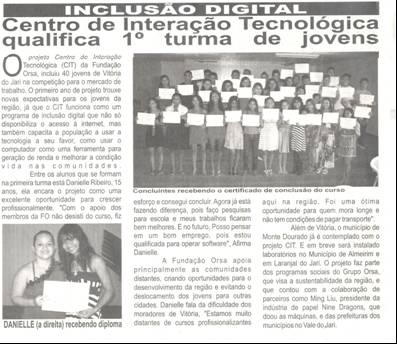 INCLUSÃO DIGITAL
Centro de Interação Tecnológica
qualifica 1º turma de jovens
O projeto Centro de Interação
Tecnológica (CIT) da Fundação
Orsa, incluiu 40 jovens de Vitória
do Jari na competição para o mercado de
trabalho. O primeiro ano de projeto trouxe
novas expectativas para os jovens da
região, já que o CIT funciona como um
programa de inclusão digital que não só
disponibiliza o acesso à internet, mas
também capacita a população a usar a
tecnologia a seu favor, como usar o
computador como uma ferramenta para
geração de renda e melhorar a condição
vida nas comunidades.
Entre os alunos que se formam
na primeira turma está Danielle Ribeiro, 15
anos, ela encara o projeto como uma
excelente oportunidade para crescer
profissionalmente. "Com o apoio dos
membros da FO não desisti do curso, fiz
DANIELLE (a direita) recebendo diploma
Concluintes recebendo o certificado de conclusão do curso
esforço e consegui concluir. Agora já está
fazendo diferença, pois faço pesquisas
para escola e meus trabalhos ficaram
bem melhores. E no futuro, Posso pensar
em um bom emprego, pois estou
qualificada para operar software", Afirma
Danielle.
A Fundação Orsa apoia
principalmente as comunidades
distantes, criando oportunidades para o
desenvolvimento da região e evitando o
deslocamento dos jovens para outras
cidades. Danielle fala da dificuldade dos
moradores de Vitória, "Estamos muito
distantes de cursos profissionalizantes
aqui na região. Foi uma ótima
oportunidade para quem mora longe e
não tem condições de pagar transporte".
Além de Vitória, o município de
Monte Dourado já é contemplado com o
projeto CIT. E em breve será instalado
laboratórios no Município de Almeirim e
em Laranjal do Jari. O projeto faz parte
dos programas sociais do Grupo Orsa,
que visa a sustentabilidade da região, e
que contou com a colaboração de
parceiros como Ming Liu, presidente da
indústria de papel Nine Dragons, que
doou as máquinas, e das prefeituras dos
municípios no Vale do Jari.